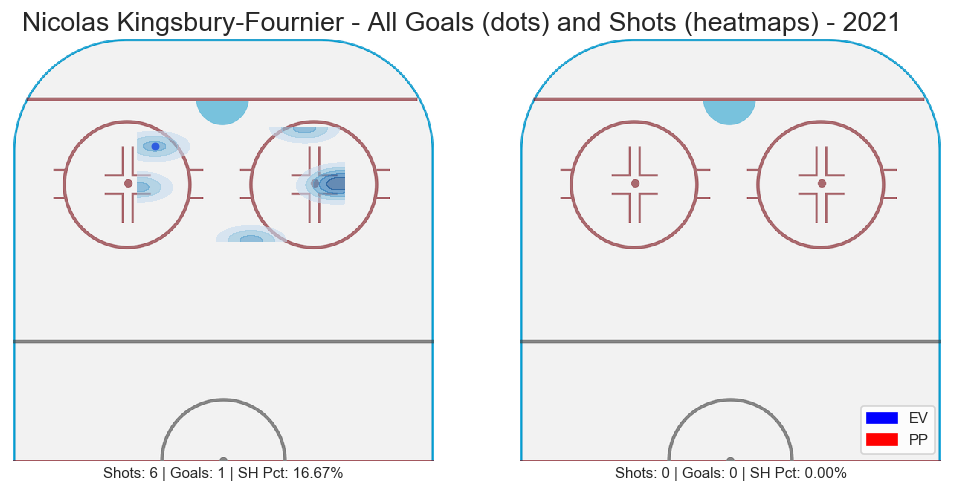 Nicolas Kingsbury-Fournier - All Goals (dots) and Shots (heatmaps) - 2021
EV
PP
Shots: 6 | Goals: 1 | SH Pct: 16.67%
Shots: 0 | Goals: 0 | SH Pct: 0.00%